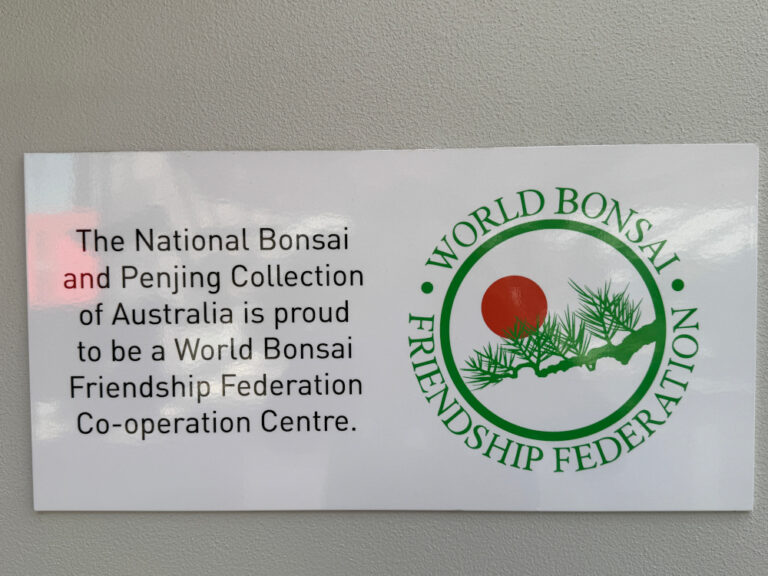 The National Bonsai
and Penjing Collection
of Australia is proud
to be a World Bonsai
Friendship Federation
Co-operation Centre.
WORLD BONSAI
FRIENDSHIP FEDERATION